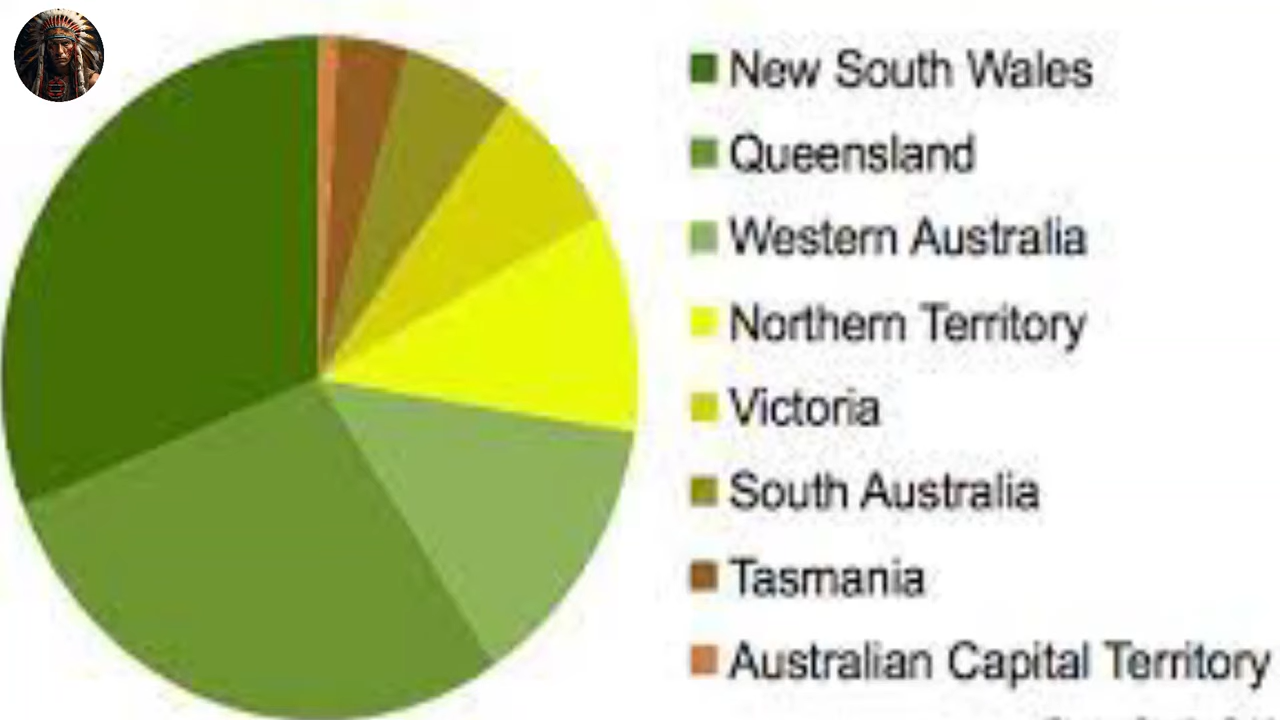 New South Wales
Queensland
Western Australia
Northern Territory
Victoria
South Australia
Tasmania
Australian Capital Territory